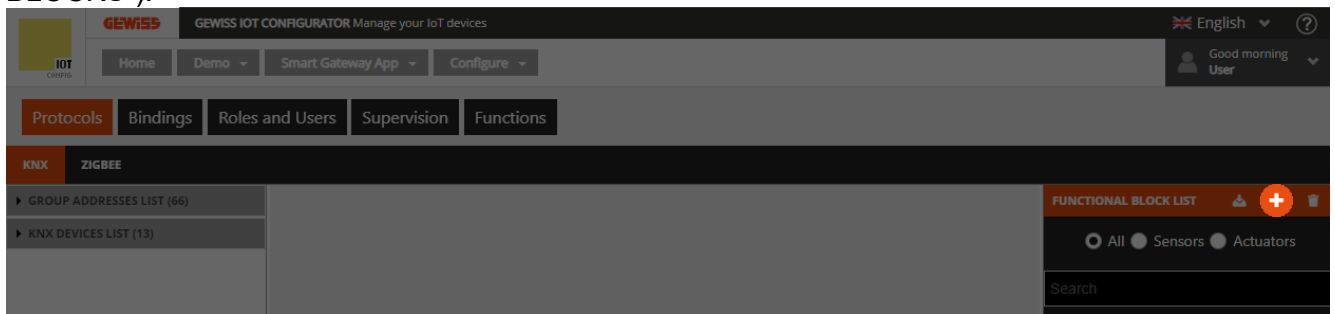 BLOCKS").
GEWISS
GEWISS IOT CONFIGURATOR Manage your IoT devices
English
?
IOT
CONFIG
Home
Demo
Smart Gateway App
Configure
Good morning
User
Protocols
Bindings
Roles and Users
Supervision
Functions
KNX
ZIGBEE
GROUP ADDRESSES LIST (66)
FUNCTIONAL BLOCK LIST
KNX DEVICES LIST (13)
All
Sensors
Actuators
Search